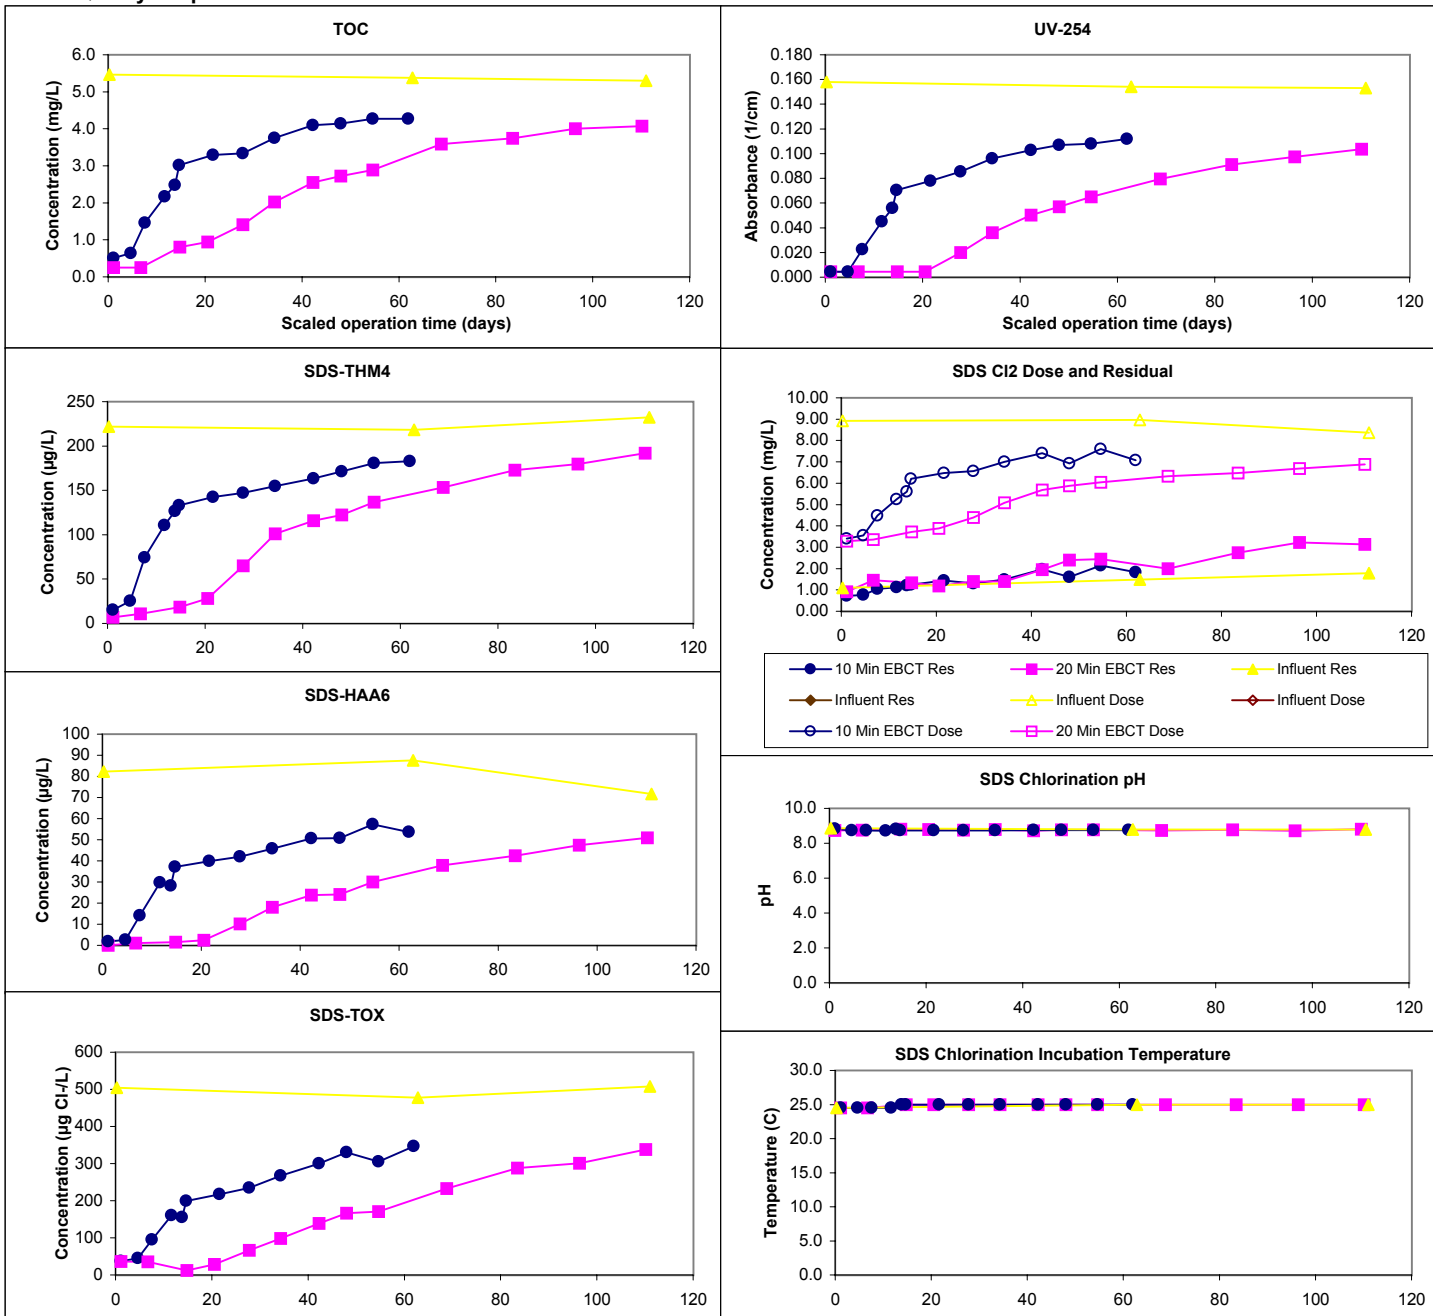 TOC
6.0
5.0
4.0
3.0
2.0
1.0
0.0
Concentration (mg/L)
0 20 40 60 80 100 120
Scaled operation time (days)
UV-254
0.180
0.160
0.140
0.120
0.100
0.080
0.060
0.040
0.020
0.000
Absorbance (1/cm)
0 20 40 60 80 100 120
Scaled operation time (days)
SDS-THM4
250
200
150
100
50
0
Concentration (µg/L)
0 20 40 60 80 100 120
SDS Cl2 Dose and Residual
10.00
9.00
8.00
7.00
6.00
5.00
4.00
3.00
2.00
1.00
0.00
Concentration (mg/L)
0 20 40 60 80 100 120
10 Min EBCT Res 20 Min EBCT Res Influent Res
Influent Res Influent Dose Influent Dose
10 Min EBCT Dose 20 Min EBCT Dose
SDS-HAA6
100
90
80
70
60
50
40
30
20
10
0
Concentration (µg/L)
0 20 40 60 80 100 120
SDS Chlorination pH
10.0
8.0
6.0
4.0
2.0
0.0
pH
0 20 40 60 80 100 120
SDS-TOX
600
500
400
300
200
100
0
Concentration (µg Cl-/L)
0 20 40 60 80 100 120
SDS Chlorination Incubation Temperature
30.0
25.0
20.0
15.0
10.0
5.0
0.0
Temperature (C)
0 20 40 60 80 100 120